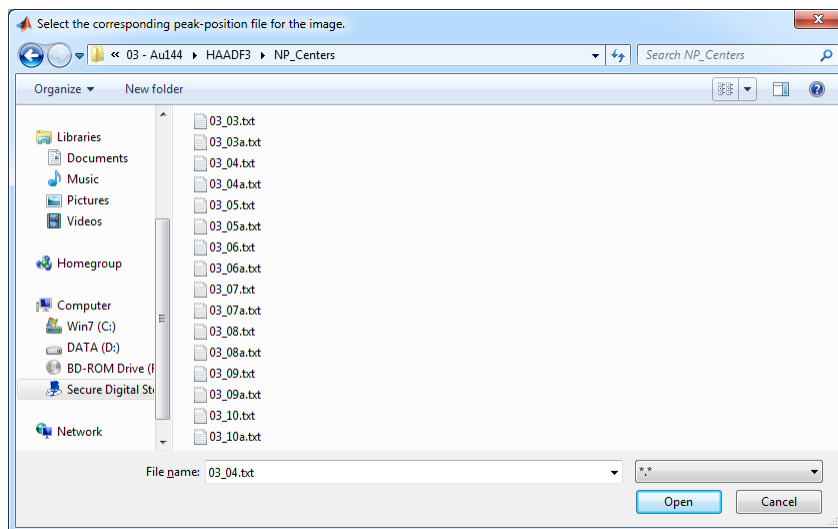 Select the corresponding peak-position file for the image.
« 03 - Au144 HAADF3 NP_Centers
Search NP_Centers
Organize New folder
Libraries
Documents
Music
Pictures
Videos
Homegroup
Computer
Win7 (C:)
DATA (D:)
BD-ROM Drive (F
Secure Digital Sto
Network
03_03.txt
03_03a.txt
03_04.txt
03_04a.txt
03_05.txt
03_05a.txt
03_06.txt
03_06a.txt
03_07.txt
03_07a.txt
03_08.txt
03_08a.txt
03_09.txt
03_09a.txt
03_10.txt
03_10a.txt
File name: 03_04.txt
*.*
Open Cancel